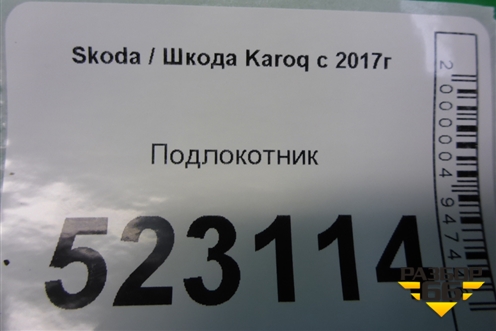 Skoda / Шкода Karoq с 2017г
Подлокотник
523114